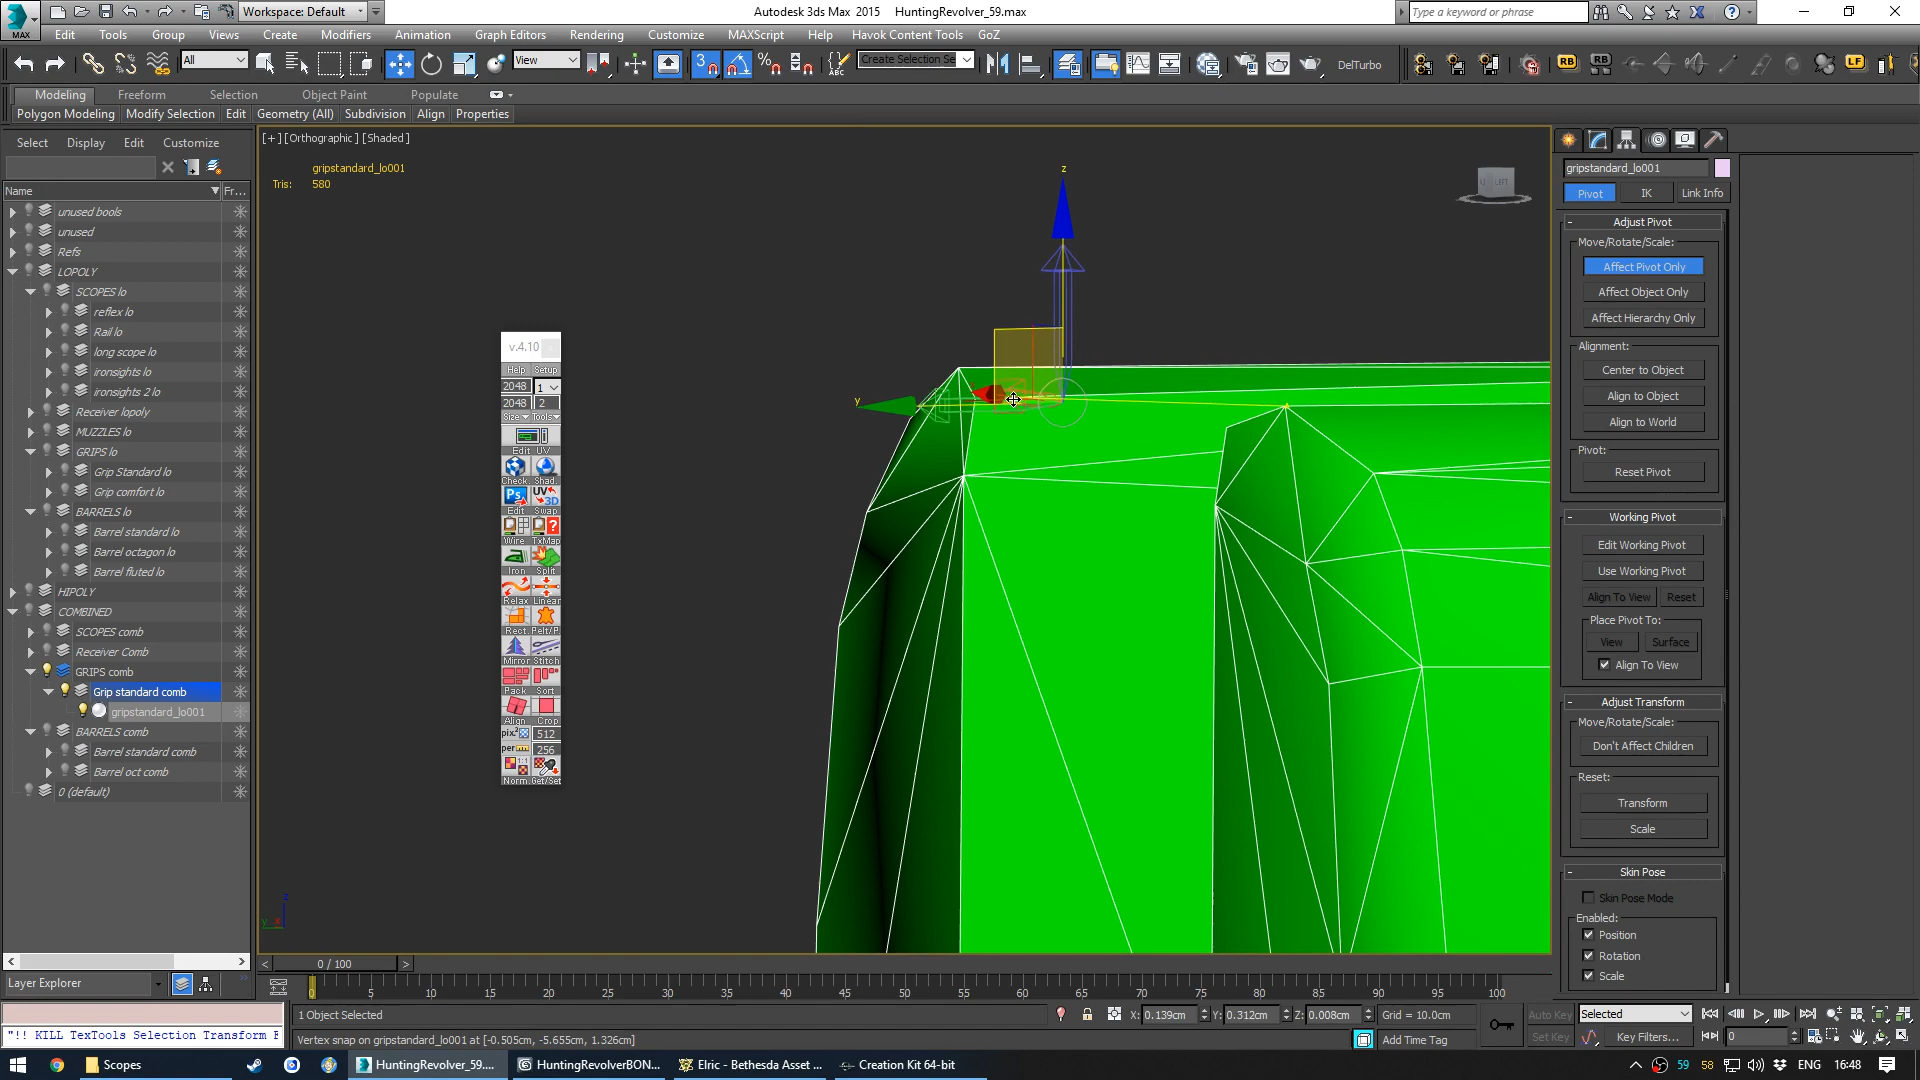 Workspace: Default
Autodesk 3ds Max 2015 HuntingRevolver_59.max
Type a keyword or phrase
MAX
Edit Tools Group Views Create Modifiers Animation Graph Editors Rendering Customize MAXScript Help Havok Content Tools GoZ
All View Create Selection Se DelTurbo
Modeling Freeform Selection Object Paint Populate
Polygon Modeling Modify Selection Edit Geometry (All) Subdivision Align Properties
Select Display Edit Customize
Name Fr...
unused bools
unused
Refs
LOPOLY
SCOPES lo
reflex lo
Rail lo
long scope lo
ironsights lo
ironsights 2 lo
Receiver lopoly
MUZZLES lo
GRIPS lo
Grip Standard lo
Grip comfort lo
BARRELS lo
Barrel standard lo
Barrel octagon lo
Barrel fluted lo
HIPOLY
COMBINED
SCOPES comb
Receiver Comb
GRIPS comb
Grip standard comb
gripstandard_lo001
BARRELS comb
Barrel standard comb
Barrel oct comb
0 (default)
Layer Explorer
[+] [Orthographic] [Shaded]
gripstandard_lo001
Tris: 580
z
y
LEFT
v.4.10
Help Setup
2048 1
2048 2
Size Tools
Edit UV
Check. Shad.
Edit Swap
Wire TxMap
Iron Split
Relax Linear
Rect. Pelt/P
Mirror Stitch
Pack Sort
Align Crop
pix² 512
per 256
Norm. Get/Set
gripstandard_lo001
Pivot IK Link Info
Adjust Pivot
Move/Rotate/Scale:
Affect Pivot Only
Affect Object Only
Affect Hierarchy Only
Alignment:
Center to Object
Align to Object
Align to World
Pivot:
Reset Pivot
Working Pivot
Edit Working Pivot
Use Working Pivot
Align To View Reset
Place Pivot To:
View Surface
Align To View
Adjust Transform
Move/Rotate/Scale:
Don't Affect Children
Reset:
Transform
Scale
Skin Pose
Skin Pose Mode
Enabled:
Position
Rotation
Scale
0 / 100
0 5 10 15 20 25 30 35 40 45 50 55 60 65 70 75 80 85 90 95 100
1 Object Selected X: 0.139cm Y: 0.312cm Z: 0.008cm Grid = 10.0cm Auto Key Selected
"!! KILL TexTools Selection Transform
Vertex snap on gripstandard_lo001 at [-0.505cm, -5.655cm, 1.326cm] Add Time Tag Set Key Key Filters... 0
Scopes HuntingRevolver_59.... HuntingRevolverBON... Elric - Bethesda Asset ... Creation Kit 64-bit 59 58 ENG 16:48